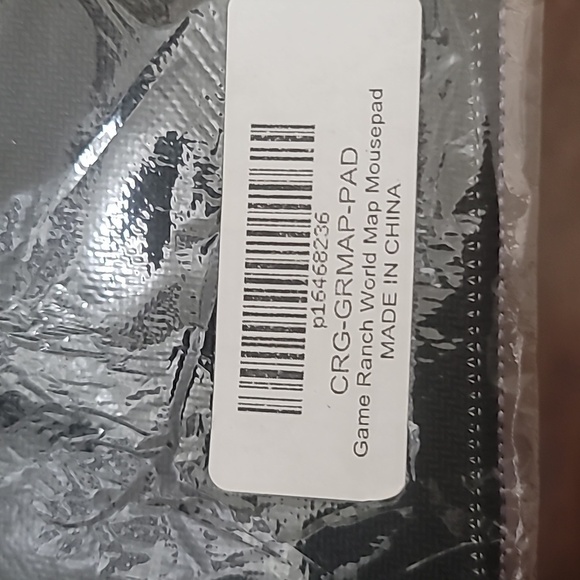 p16468236
CRG-GRMAP-PAD
Game Ranch World Map Mousepad
MADE IN CHINA